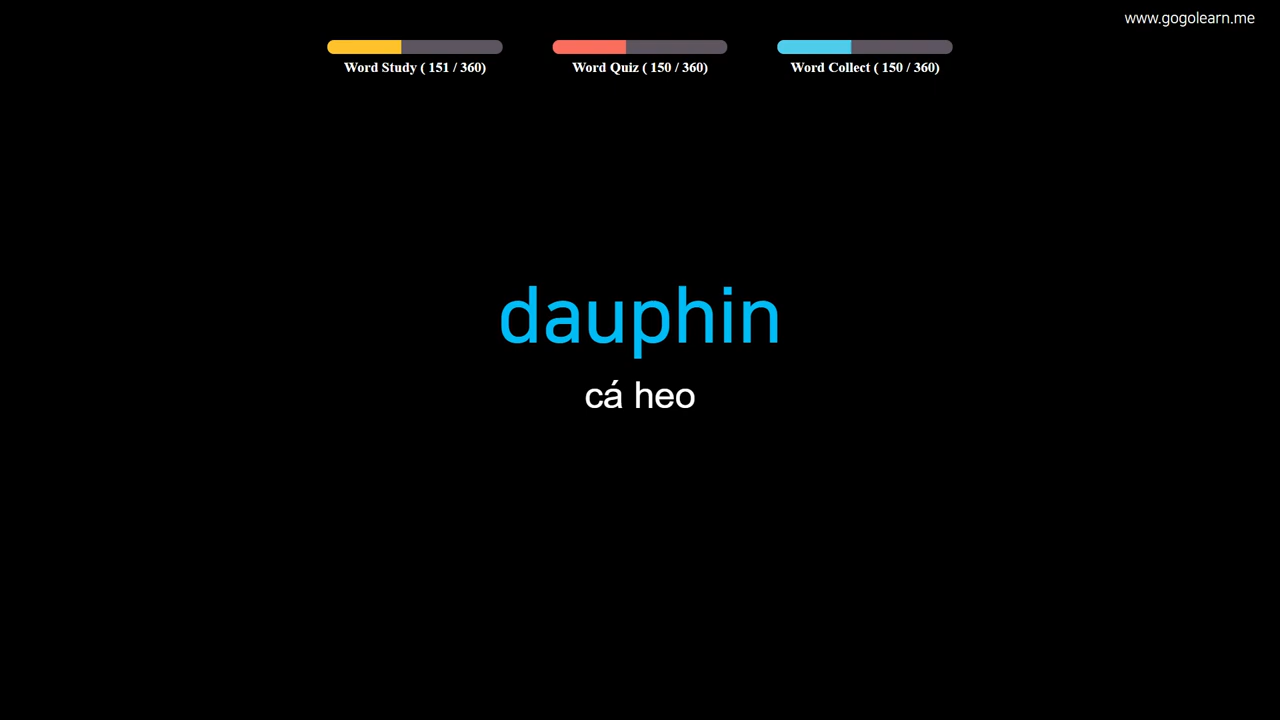 www.gogolearn.me
Word Study ( 151 / 360)
Word Quiz ( 150 / 360)
Word Collect ( 150 / 360)
dauphin
cá heo